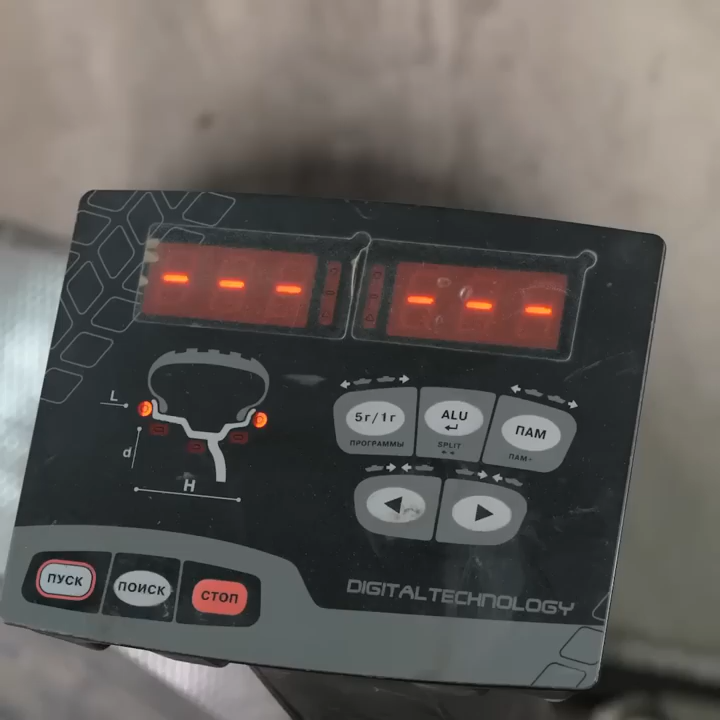 --- ---
L
d
H
5г/1г
ПРОГРАММЫ
ALU
SPLIT
ПАМ
ПАМ+
ПУСК
ПОИСК
СТОП
DIGITAL TECHNOLOGY